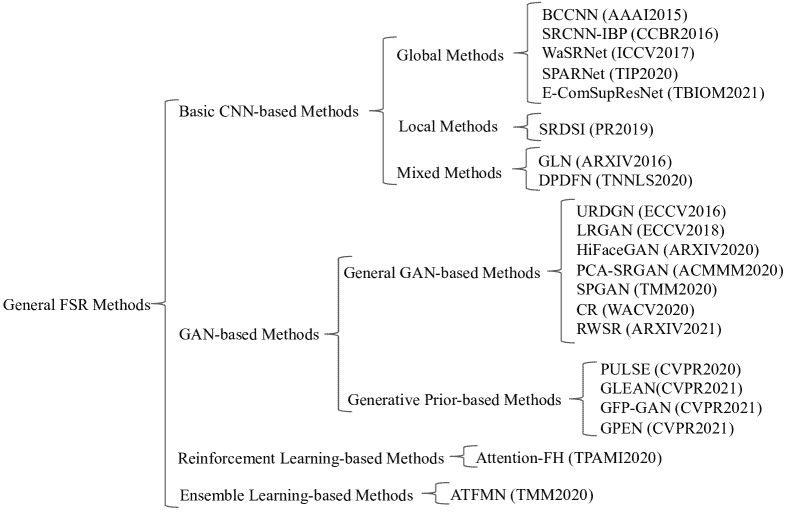 General FSR Methods
Basic CNN-based Methods
Global Methods
BCCNN (AAAI2015)
SRCNN-IBP (CCBR2016)
WaSRNet (ICCV2017)
SPARNet (TIP2020)
E-ComSupResNet (TBIOM2021)
Local Methods
SRDSI (PR2019)
Mixed Methods
GLN (ARXIV2016)
DPDFN (TNNLS2020)
GAN-based Methods
General GAN-based Methods
URDGN (ECCV2016)
LRGAN (ECCV2018)
HiFaceGAN (ARXIV2020)
PCA-SRGAN (ACMMM2020)
SPGAN (TMM2020)
CR (WACV2020)
RWSR (ARXIV2021)
Generative Prior-based Methods
PULSE (CVPR2020)
GLEAN(CVPR2021)
GFP-GAN (CVPR2021)
GPEN (CVPR2021)
Reinforcement Learning-based Methods
Attention-FH (TPAMI2020)
Ensemble Learning-based Methods
ATFMN (TMM2020)